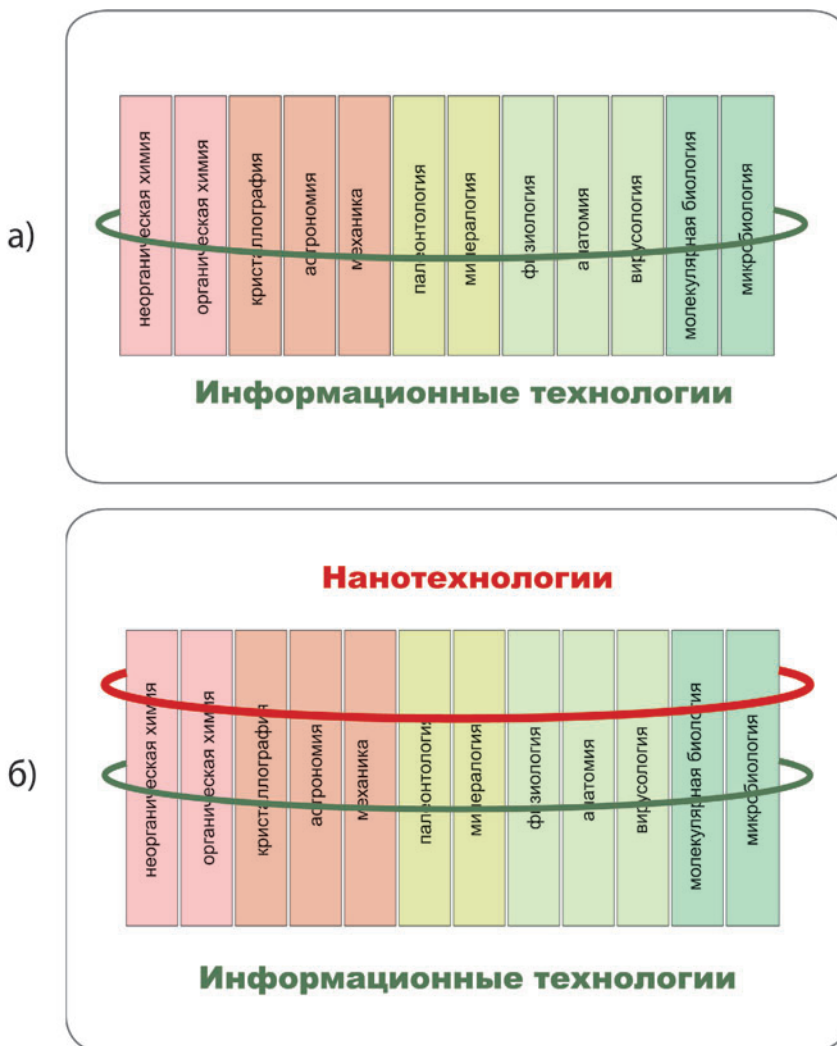 а)
неорганическая химия
органическая химия
кристаллография
астрономия
механика
палеонтология
минералогия
физиология
анатомия
вирусология
молекулярная биология
микробиология
Информационные технологии
б)
Нанотехнологии
неорганическая химия
органическая химия
кристаллография
астрономия
механика
палеонтология
минералогия
физиология
анатомия
вирусология
молекулярная биология
микробиология
Информационные технологии